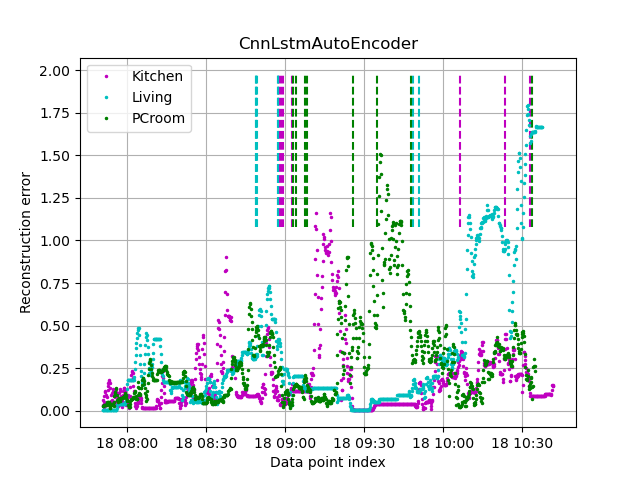 CnnLstmAutoEncoder
Kitchen
Living
PCroom
Reconstruction error
2.00
1.75
1.50
1.25
1.00
0.75
0.50
0.25
0.00
18 08:00 18 08:30 18 09:00 18 09:30 18 10:00 18 10:30
Data point index